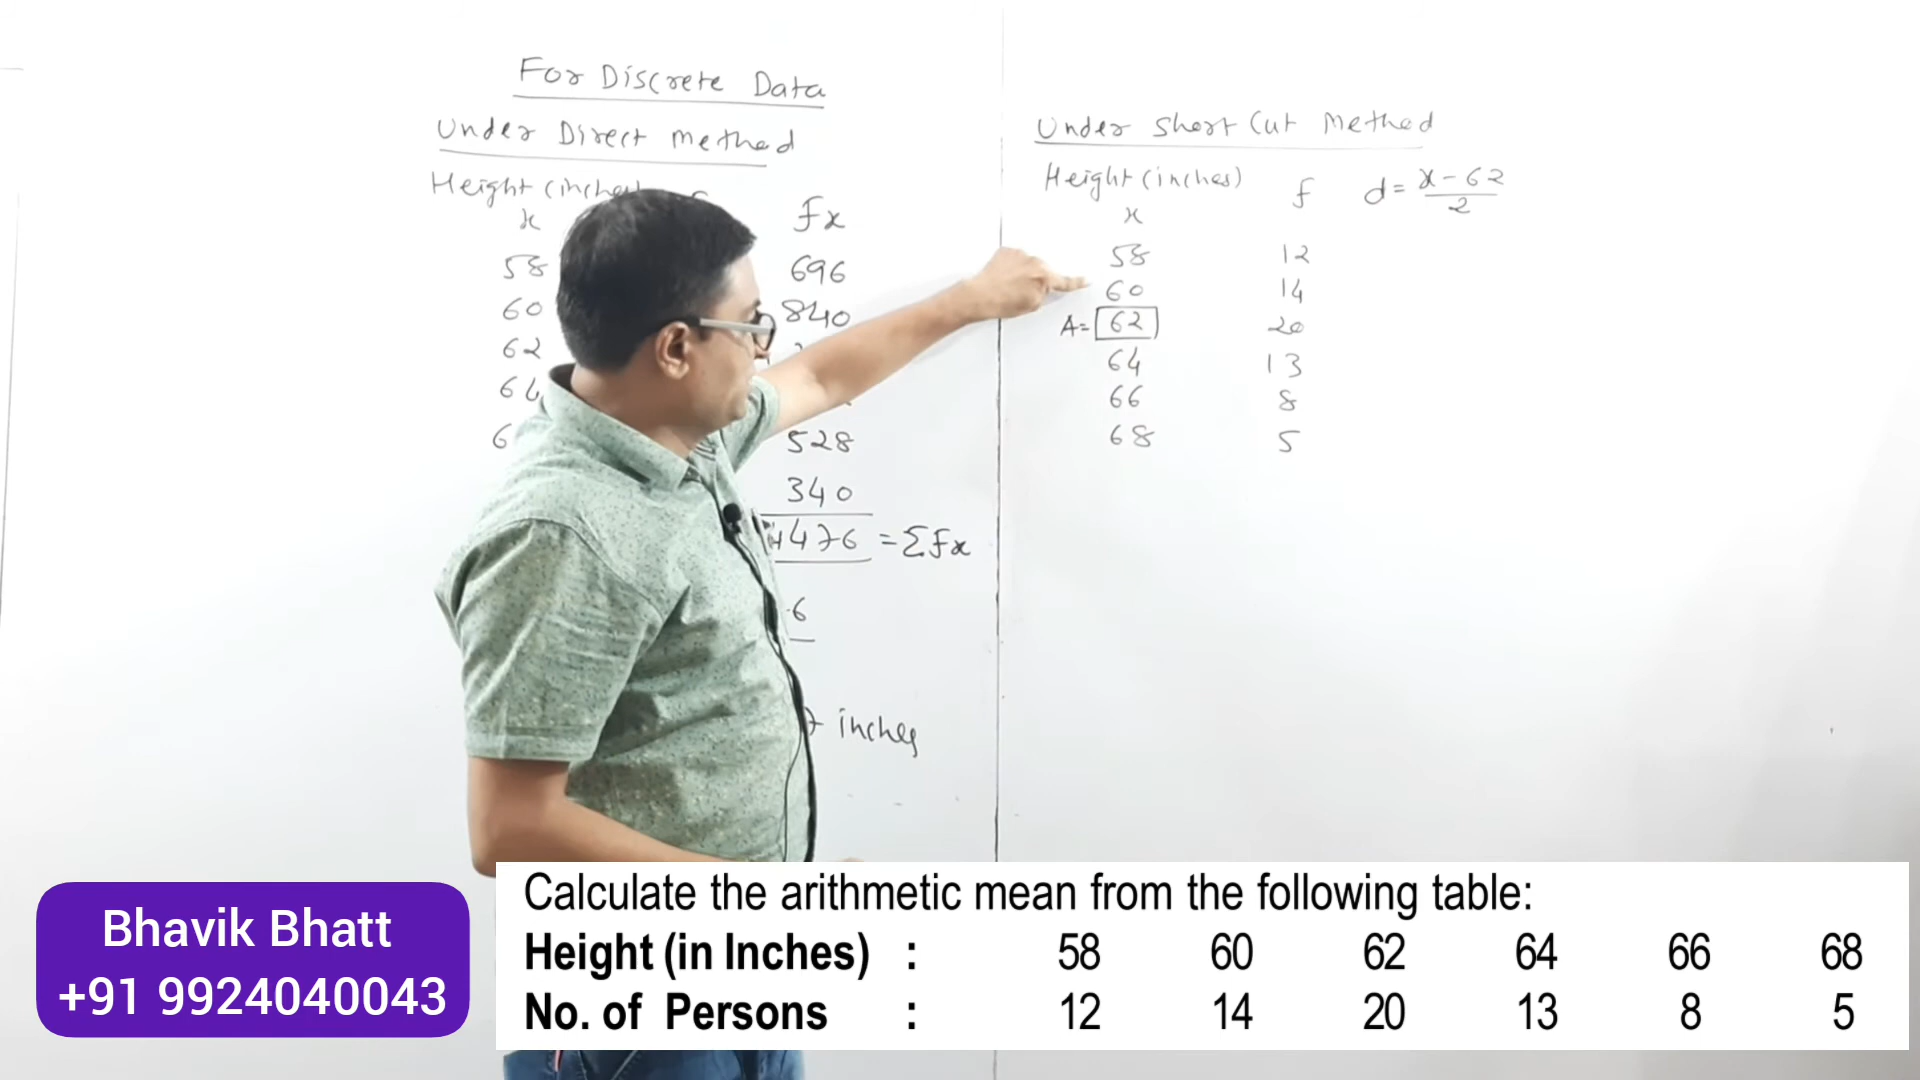 For Discrete Data
Under Direct Method
Height (inches)
x fx
58 696
60 840
62
64
528
340
4476 = Σfx
6
inches
Under Short Cut Method
Height (inches) f d = x - 62 / 2
x
58 12
60 14
A = 62 20
64 13
66 8
68 5
Bhavik Bhatt
+91 9924040043
Calculate the arithmetic mean from the following table:
Height (in Inches) : 58 60 62 64 66 68
No. of Persons : 12 14 20 13 8 5